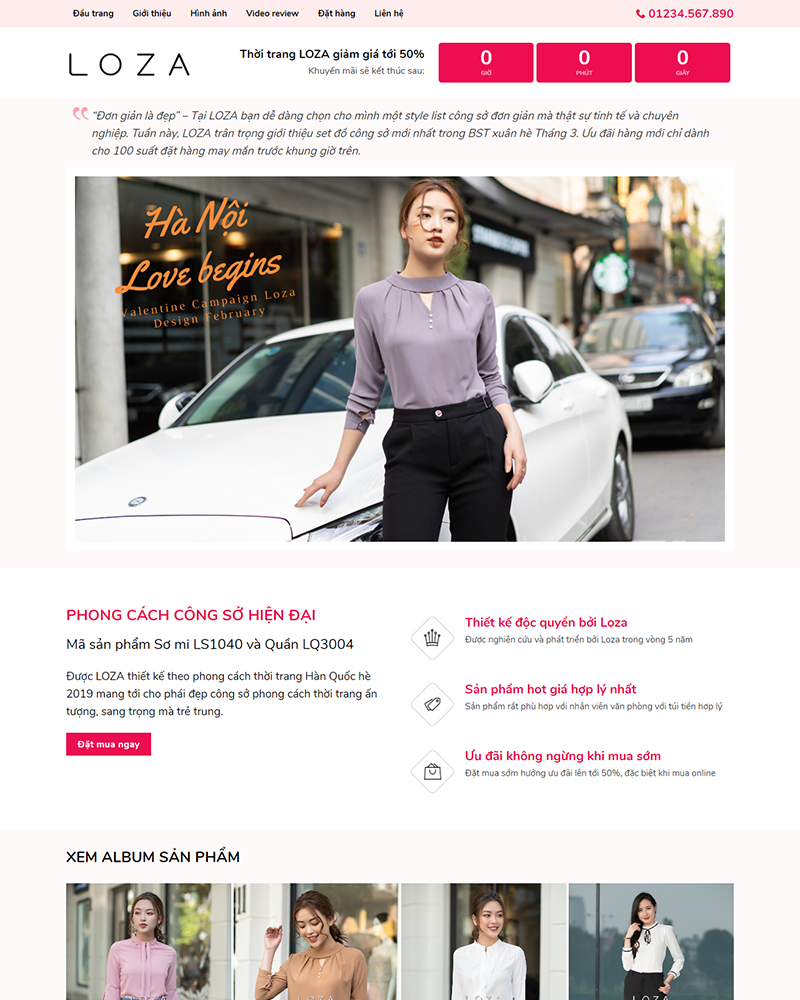 Đầu trang Giới thiệu Hình ảnh Video review Đặt hàng Liên hệ 01234.567.890
LOZA
Thời trang LOZA giảm giá tới 50%
Khuyến mãi sẽ kết thúc sau:
0 0 0
GIỜ PHÚT GIÂY
“Đơn giản là đẹp” – Tại LOZA bạn dễ dàng chọn cho mình một style list công sở đơn giản mà thật sự tinh tế và chuyên
nghiệp. Tuần này, LOZA trân trọng giới thiệu set đồ công sở mới nhất trong BST xuân hè Tháng 3. Ưu đãi hàng mới chỉ dành
cho 100 suất đặt hàng may mắn trước khung giờ trên.
Hà Nội
Love begins
Valentine Campaign Loza
Design February
PHONG CÁCH CÔNG SỞ HIỆN ĐẠI
Mã sản phẩm Sơ mi LS1040 và Quần LQ3004
Được LOZA thiết kế theo phong cách thời trang Hàn Quốc hè
2019 mang tới cho phái đẹp công sở phong cách thời trang ấn
tượng, sang trọng mà trẻ trung.
Đặt mua ngay
Thiết kế độc quyền bởi Loza
Được nghiên cứu và phát triển bởi Loza trong vòng 5 năm
Sản phẩm hot giá hợp lý nhất
Sản phẩm rất phù hợp với nhân viên văn phòng với túi tiền hợp lý
Ưu đãi không ngừng khi mua sớm
Đặt mua sớm hưởng ưu đãi lên tới 50%, đặc biệt khi mua online
XEM ALBUM SẢN PHẨM